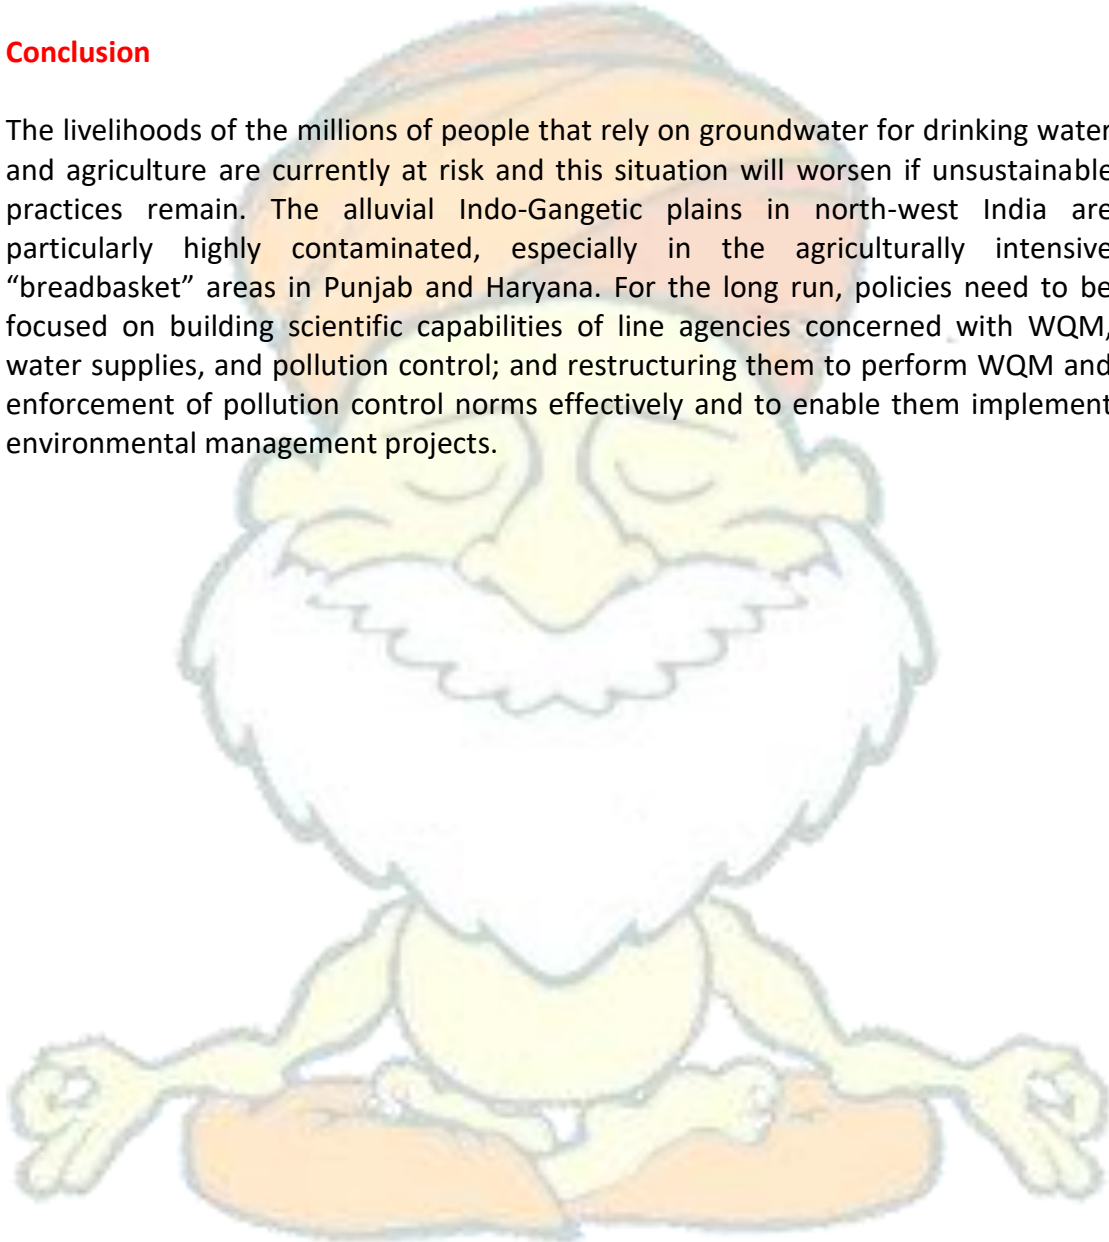 Conclusion
The livelihoods of the millions of people that rely on groundwater for drinking water
and agriculture are currently at risk and this situation will worsen if unsustainable
practices remain. The alluvial Indo-Gangetic plains in north-west India are
particularly highly contaminated, especially in the agriculturally intensive
“breadbasket” areas in Punjab and Haryana. For the long run, policies need to be
focused on building scientific capabilities of line agencies concerned with WQM,
water supplies, and pollution control; and restructuring them to perform WQM and
enforcement of pollution control norms effectively and to enable them implement
environmental management projects.